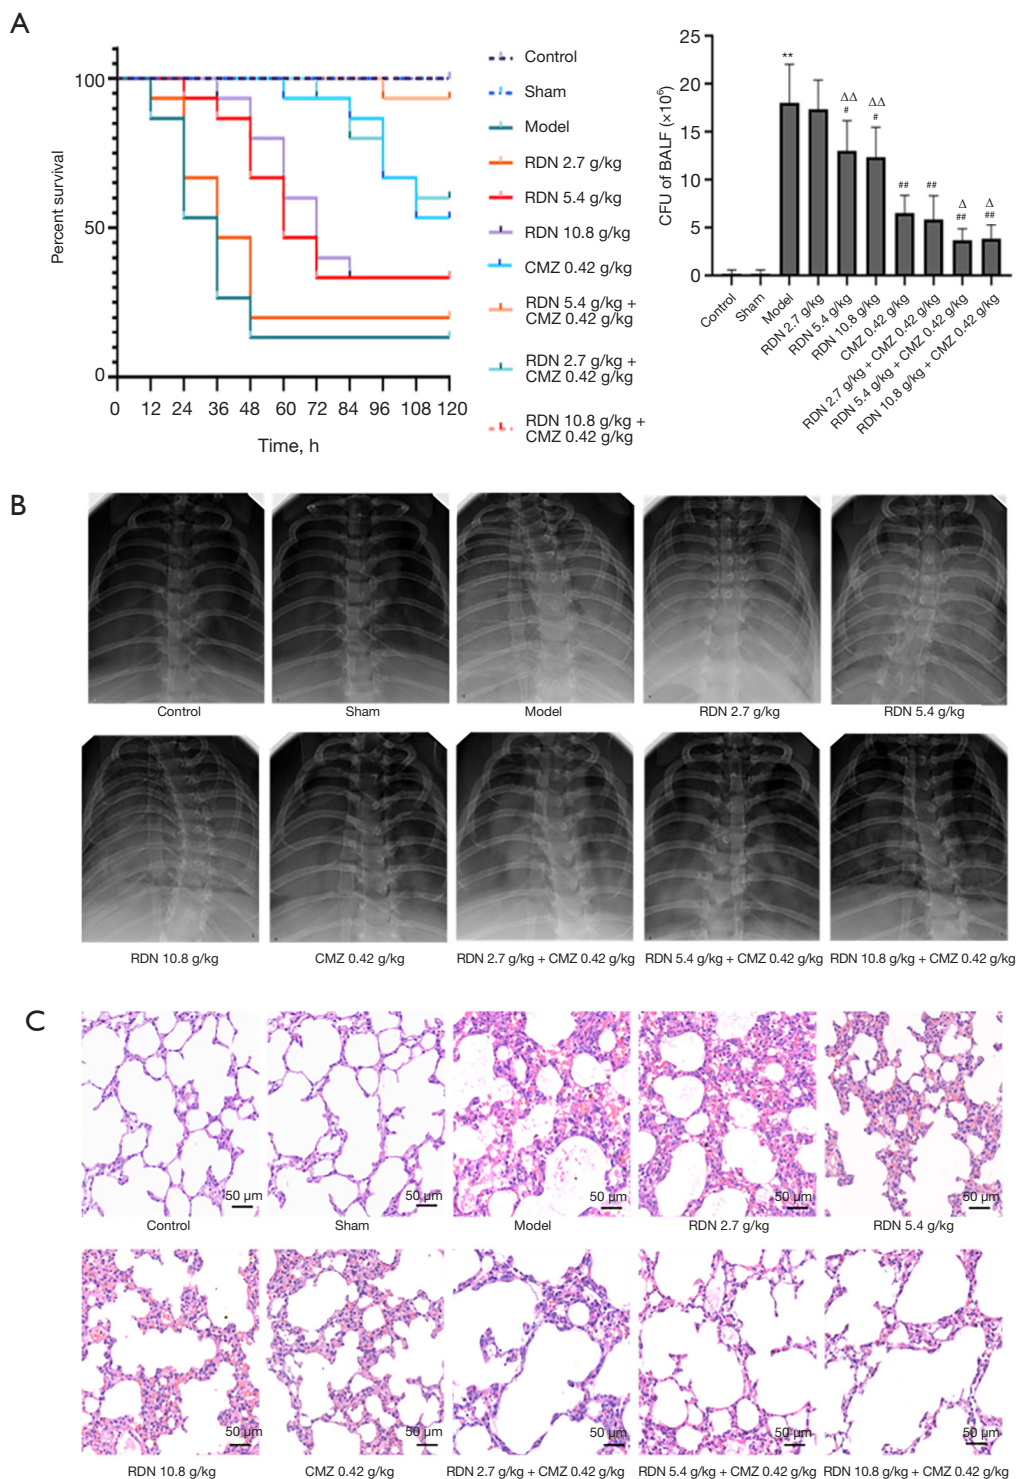 A
Percent survival
100
50
0
0 12 24 36 48 60 72 84 96 108 120
Time, h
Control
Sham
Model
RDN 2.7 g/kg
RDN 5.4 g/kg
RDN 10.8 g/kg
CMZ 0.42 g/kg
RDN 5.4 g/kg +
CMZ 0.42 g/kg
RDN 2.7 g/kg +
CMZ 0.42 g/kg
RDN 10.8 g/kg +
CMZ 0.42 g/kg
CFU of BALF (×10⁶)
25
20
15
10
5
0
**
ΔΔ
#
ΔΔ
#
##
##
Δ
##
Δ
##
Control
Sham
Model
RDN 2.7 g/kg
RDN 5.4 g/kg
RDN 10.8 g/kg
CMZ 0.42 g/kg
RDN 2.7 g/kg + CMZ 0.42 g/kg
RDN 5.4 g/kg + CMZ 0.42 g/kg
RDN 10.8 g/kg + CMZ 0.42 g/kg
B
Control
Sham
Model
RDN 2.7 g/kg
RDN 5.4 g/kg
RDN 10.8 g/kg
CMZ 0.42 g/kg
RDN 2.7 g/kg + CMZ 0.42 g/kg
RDN 5.4 g/kg + CMZ 0.42 g/kg
RDN 10.8 g/kg + CMZ 0.42 g/kg
C
50 μm
50 μm
50 μm
50 μm
50 μm
Control
Sham
Model
RDN 2.7 g/kg
RDN 5.4 g/kg
50 μm
50 μm
50 μm
50 μm
50 μm
RDN 10.8 g/kg
CMZ 0.42 g/kg
RDN 2.7 g/kg + CMZ 0.42 g/kg
RDN 5.4 g/kg + CMZ 0.42 g/kg
RDN 10.8 g/kg + CMZ 0.42 g/kg